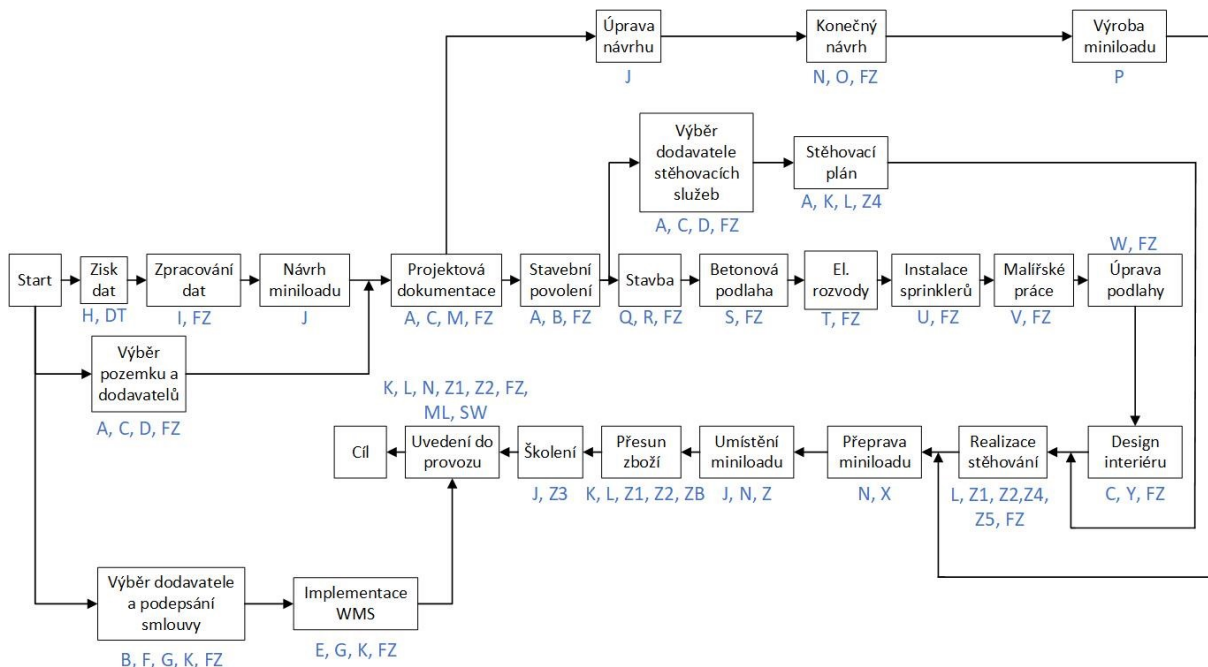 Úprava
návrhu
J
Konečný
návrh
N, O, FZ
Výroba
miniloadu
P
Výběr
dodavatele
stěhovacích
služeb
A, C, D, FZ
Stěhovací
plán
A, K, L, Z4
Start
Zisk
dat
H, DT
Zpracování
dat
I, FZ
Návrh
miniloadu
J
Projektová
dokumentace
A, C, M, FZ
Stavební
povolení
A, B, FZ
Stavba
Q, R, FZ
Betonová
podlaha
S, FZ
El.
rozvody
T, FZ
Instalace
sprinklerů
U, FZ
Malířské
práce
V, FZ
W, FZ
Úprava
podlahy
Výběr
pozemku a
dodavatelů
A, C, D, FZ
Cíl
K, L, N, Z1, Z2, FZ,
ML, SW
Uvedení do
provozu
Školení
J, Z3
Přesun
zboží
K, L, Z1, Z2, ZB
Umístění
miniloadu
J, N, Z
Přeprava
miniloadu
N, X
Realizace
stěhování
L, Z1, Z2,Z4,
Z5, FZ
Design
interiéru
C, Y, FZ
Výběr dodavatele
a podepsání
smlouvy
B, F, G, K, FZ
Implementace
WMS
E, G, K, FZ